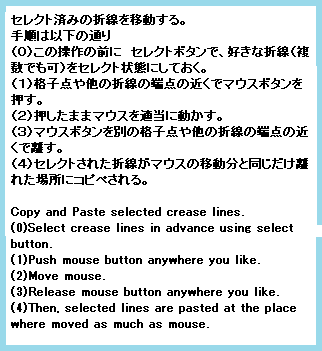 セレクト済みの折線を移動する。
手順は以下の通り
(0)この操作の前に　セレクトボタンで、好きな折線(複
数でも可)をセレクト状態にしておく。
(1)格子点や他の折線の端点の近くでマウスボタンを
押す。
(2)押したままマウスを適当に動かす。
(3)マウスボタンを別の格子点や他の折線の端点の近
くで離す。
(4)セレクトされた折線がマウスの移動分と同じだけ離
れた場所にコピペされる。

Copy and Paste selected crease lines.
(0)Select crease lines in advance using select
button.
(1)Push mouse button anywhere you like.
(2)Move mouse.
(3)Release mouse button anywhere you like.
(4)Then, selected lines are pasted at the place
where moved as much as mouse.